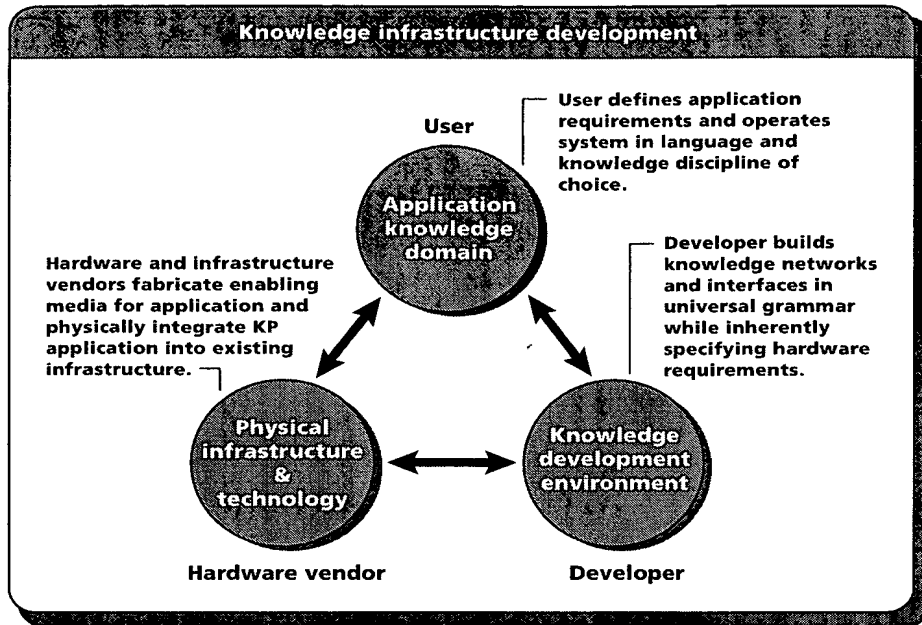 Knowledge infrastructure development
User
User defines application
requirements and operates
system in language and
knowledge discipline of
choice.
Application
knowledge
domain
Hardware and infrastructure
vendors fabricate enabling
media for application and
physically integrate KP
application into existing
infrastructure.
Developer builds
knowledge networks
and interfaces in
universal grammar
while inherently
specifying hardware
requirements.
Physical
infrastructure
&
technology
Knowledge
development
environment
Hardware vendor
Developer